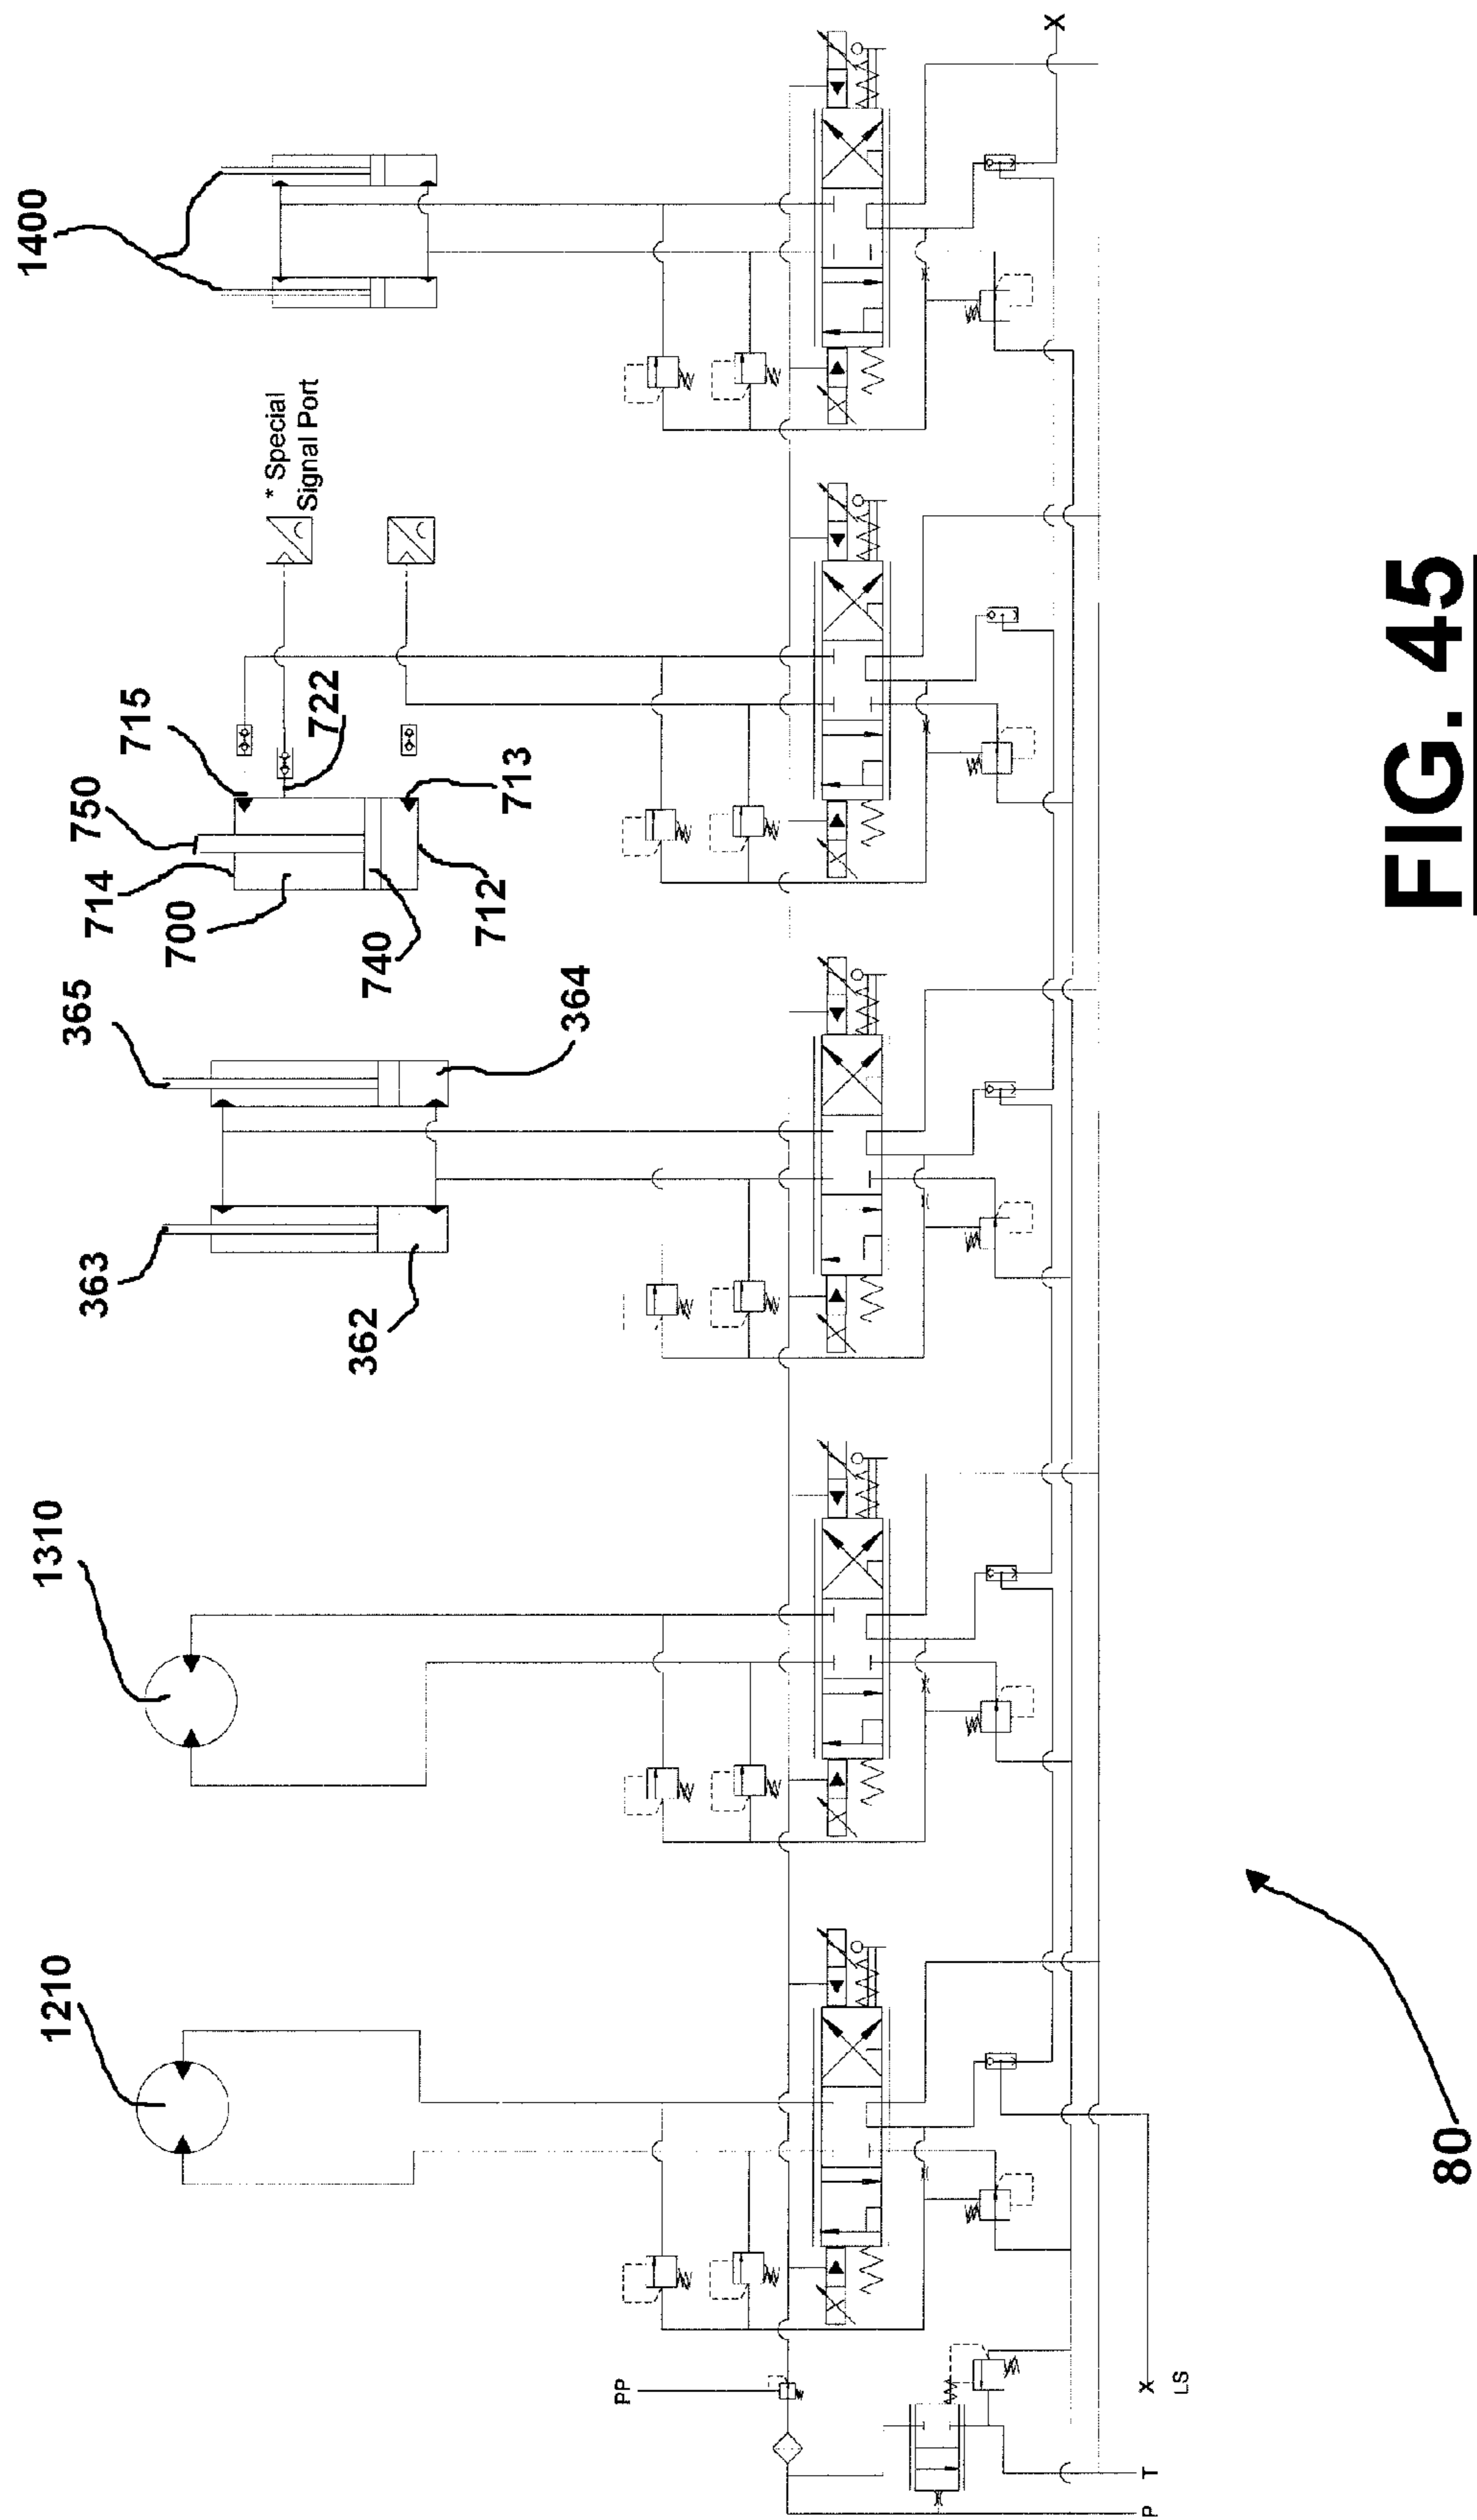 1400
* Special
Signal Port
715
722
750
713
714
700
740
712
365
364
363
362
1310
1210
PP
X
X
LS
T
P
80
FIG. 45